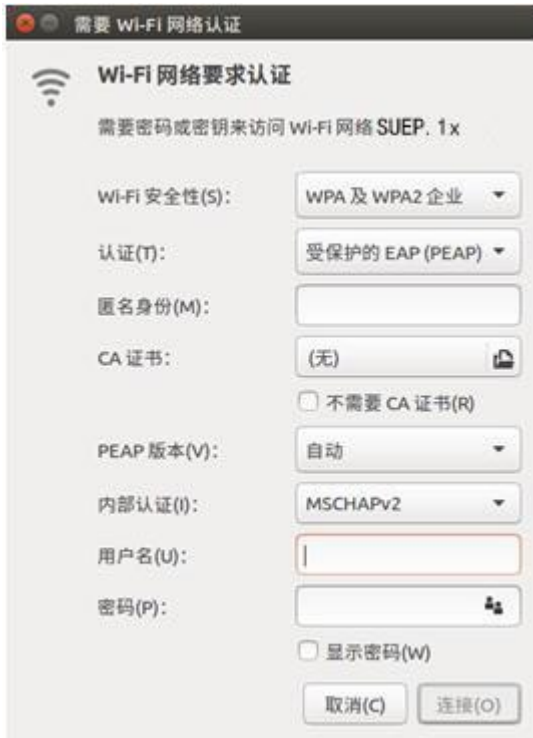 需要 Wi-Fi 网络认证
Wi-Fi 网络要求认证
需要密码或密钥来访问 Wi-Fi 网络 SUEP. 1x
Wi-Fi 安全性(S)： WPA 及 WPA2 企业
认证(T)： 受保护的 EAP (PEAP)
匿名身份(M)：
CA 证书： (无)
不需要 CA 证书(R)
PEAP 版本(V)： 自动
内部认证(I)： MSCHAPv2
用户名(U)：
密码(P)：
显示密码(W)
取消(C) 连接(O)